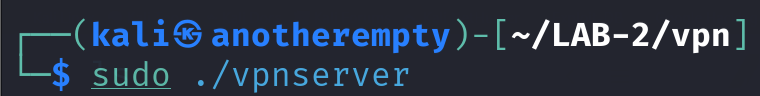 ┌──(kali㉿anotherempty)-[~/LAB-2/vpn]
└─$ sudo ./vpnserver